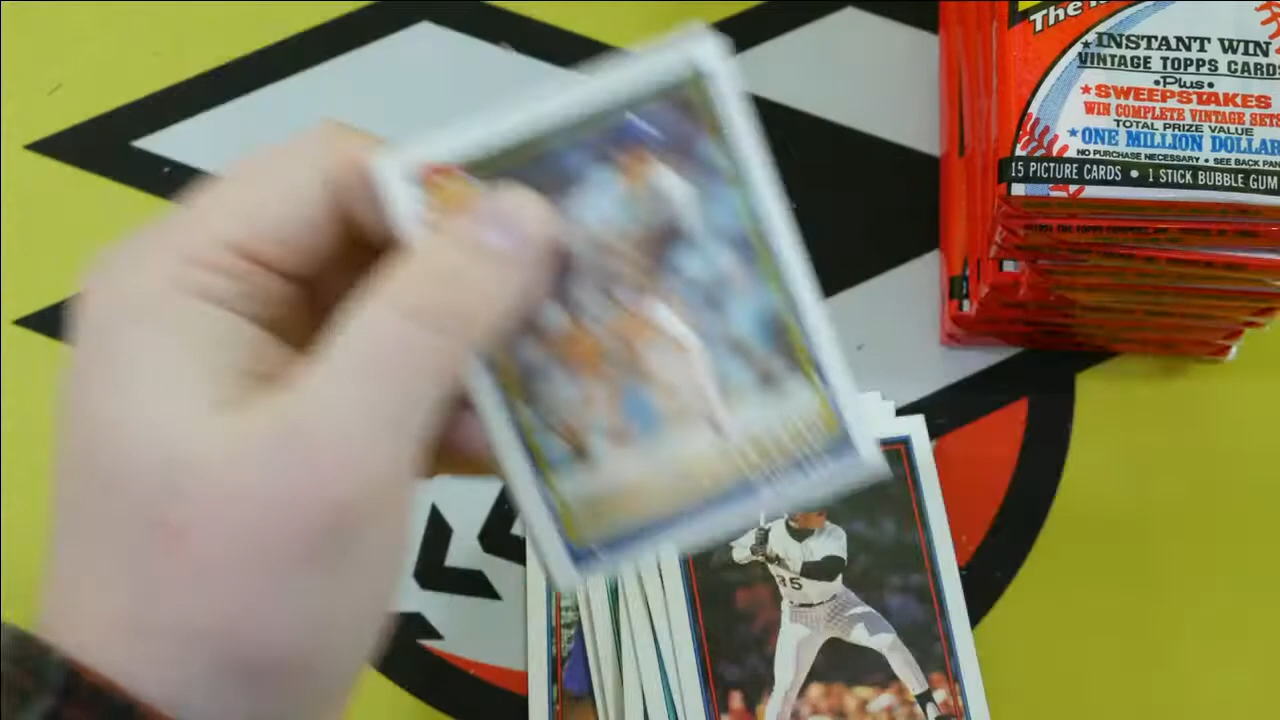 The
INSTANT WIN
VINTAGE TOPPS CARDS
•Plus•
★SWEEPSTAKES
WIN COMPLETE VINTAGE SETS
TOTAL PRIZE VALUE
★ONE MILLION DOLLAR
NO PURCHASE NECESSARY • SEE BACK PAN
15 PICTURE CARDS • 1 STICK BUBBLE GUM
35